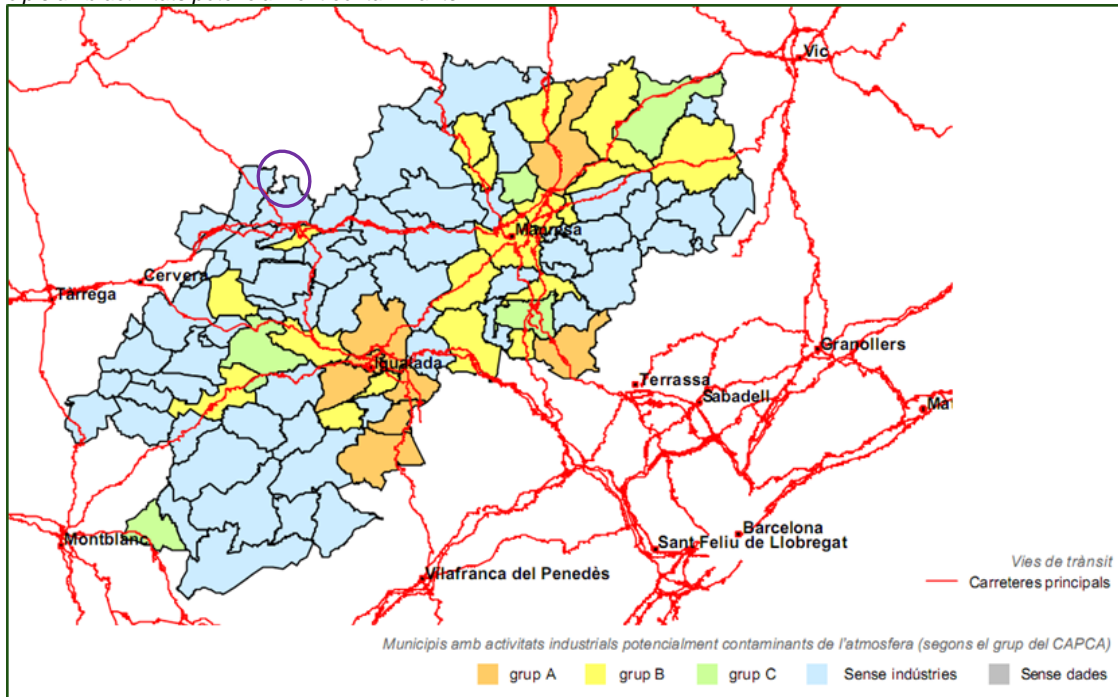 Vic
Manresa
Cervera
Tàrrega
Igualada
Granollers
Terrassa
Sabadell
Mat
Montblanc
Barcelona
Sant Feliu de Llobregat
Vilafranca del Penedès
Vies de trànsit
Carreteres principals
Municipis amb activitats industrials potencialment contaminants de l'atmosfera (segons el grup del CAPCA)
grup A grup B grup C Sense indústries Sense dades